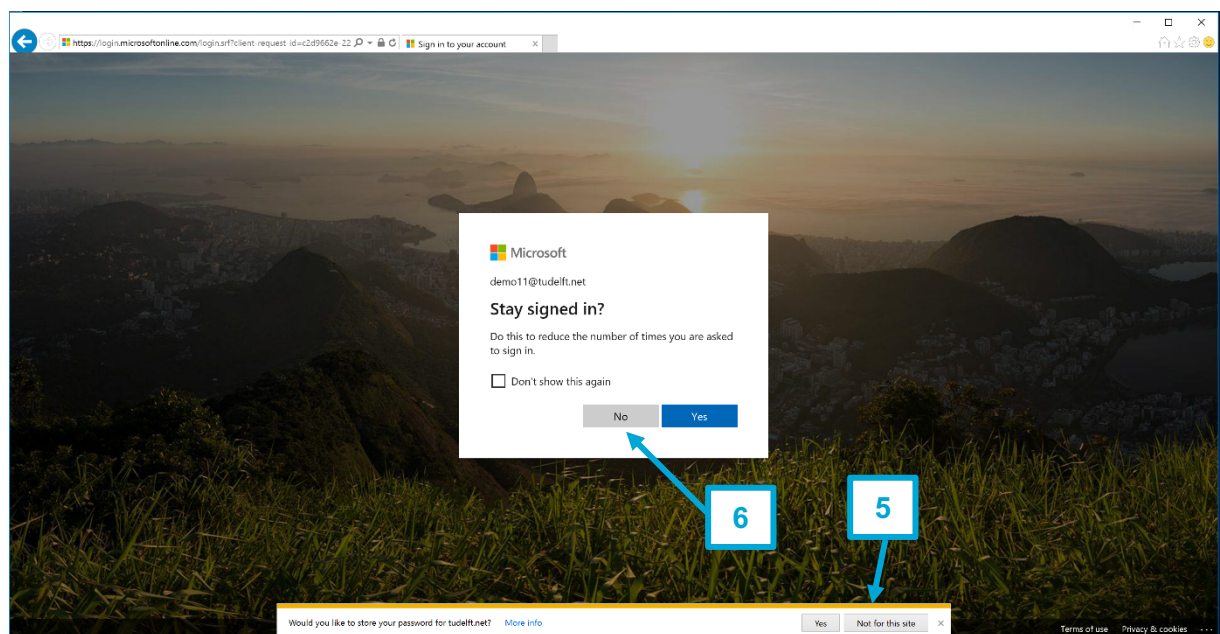 https://login.microsoftonline.com/login.srf?client-request-id=c2d9662e-22
Sign in to your account
Microsoft
demo11@tudelft.net
Stay signed in?
Do this to reduce the number of times you are asked
to sign in.
Don't show this again
No
Yes
6
5
Would you like to store your password for tudelft.net? More info
Yes
Not for this site
Terms of use
Privacy & cookies